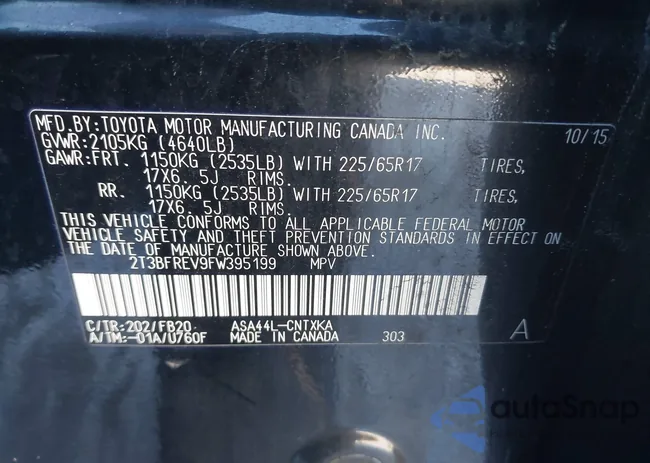 MFD.BY:TOYOTA MOTOR MANUFACTURING CANADA INC. 10/15
GVWR:2105KG (4640LB)
GAWR:FRT. 1150KG (2535LB) WITH 225/65R17 TIRES,
17X6.5J RIMS.
RR. 1150KG (2535LB) WITH 225/65R17 TIRES,
17X6.5J RIMS.
THIS VEHICLE CONFORMS TO ALL APPLICABLE FEDERAL MOTOR
VEHICLE SAFETY AND THEFT PREVENTION STANDARDS IN EFFECT ON
THE DATE OF MANUFACTURE SHOWN ABOVE.
2T3BFREV9FW395199 MPV
C/TR:202/FB20 ASA44L-CNTXKA
A/TM:-01A/U760F MADE IN CANADA 303 A
autoSnap